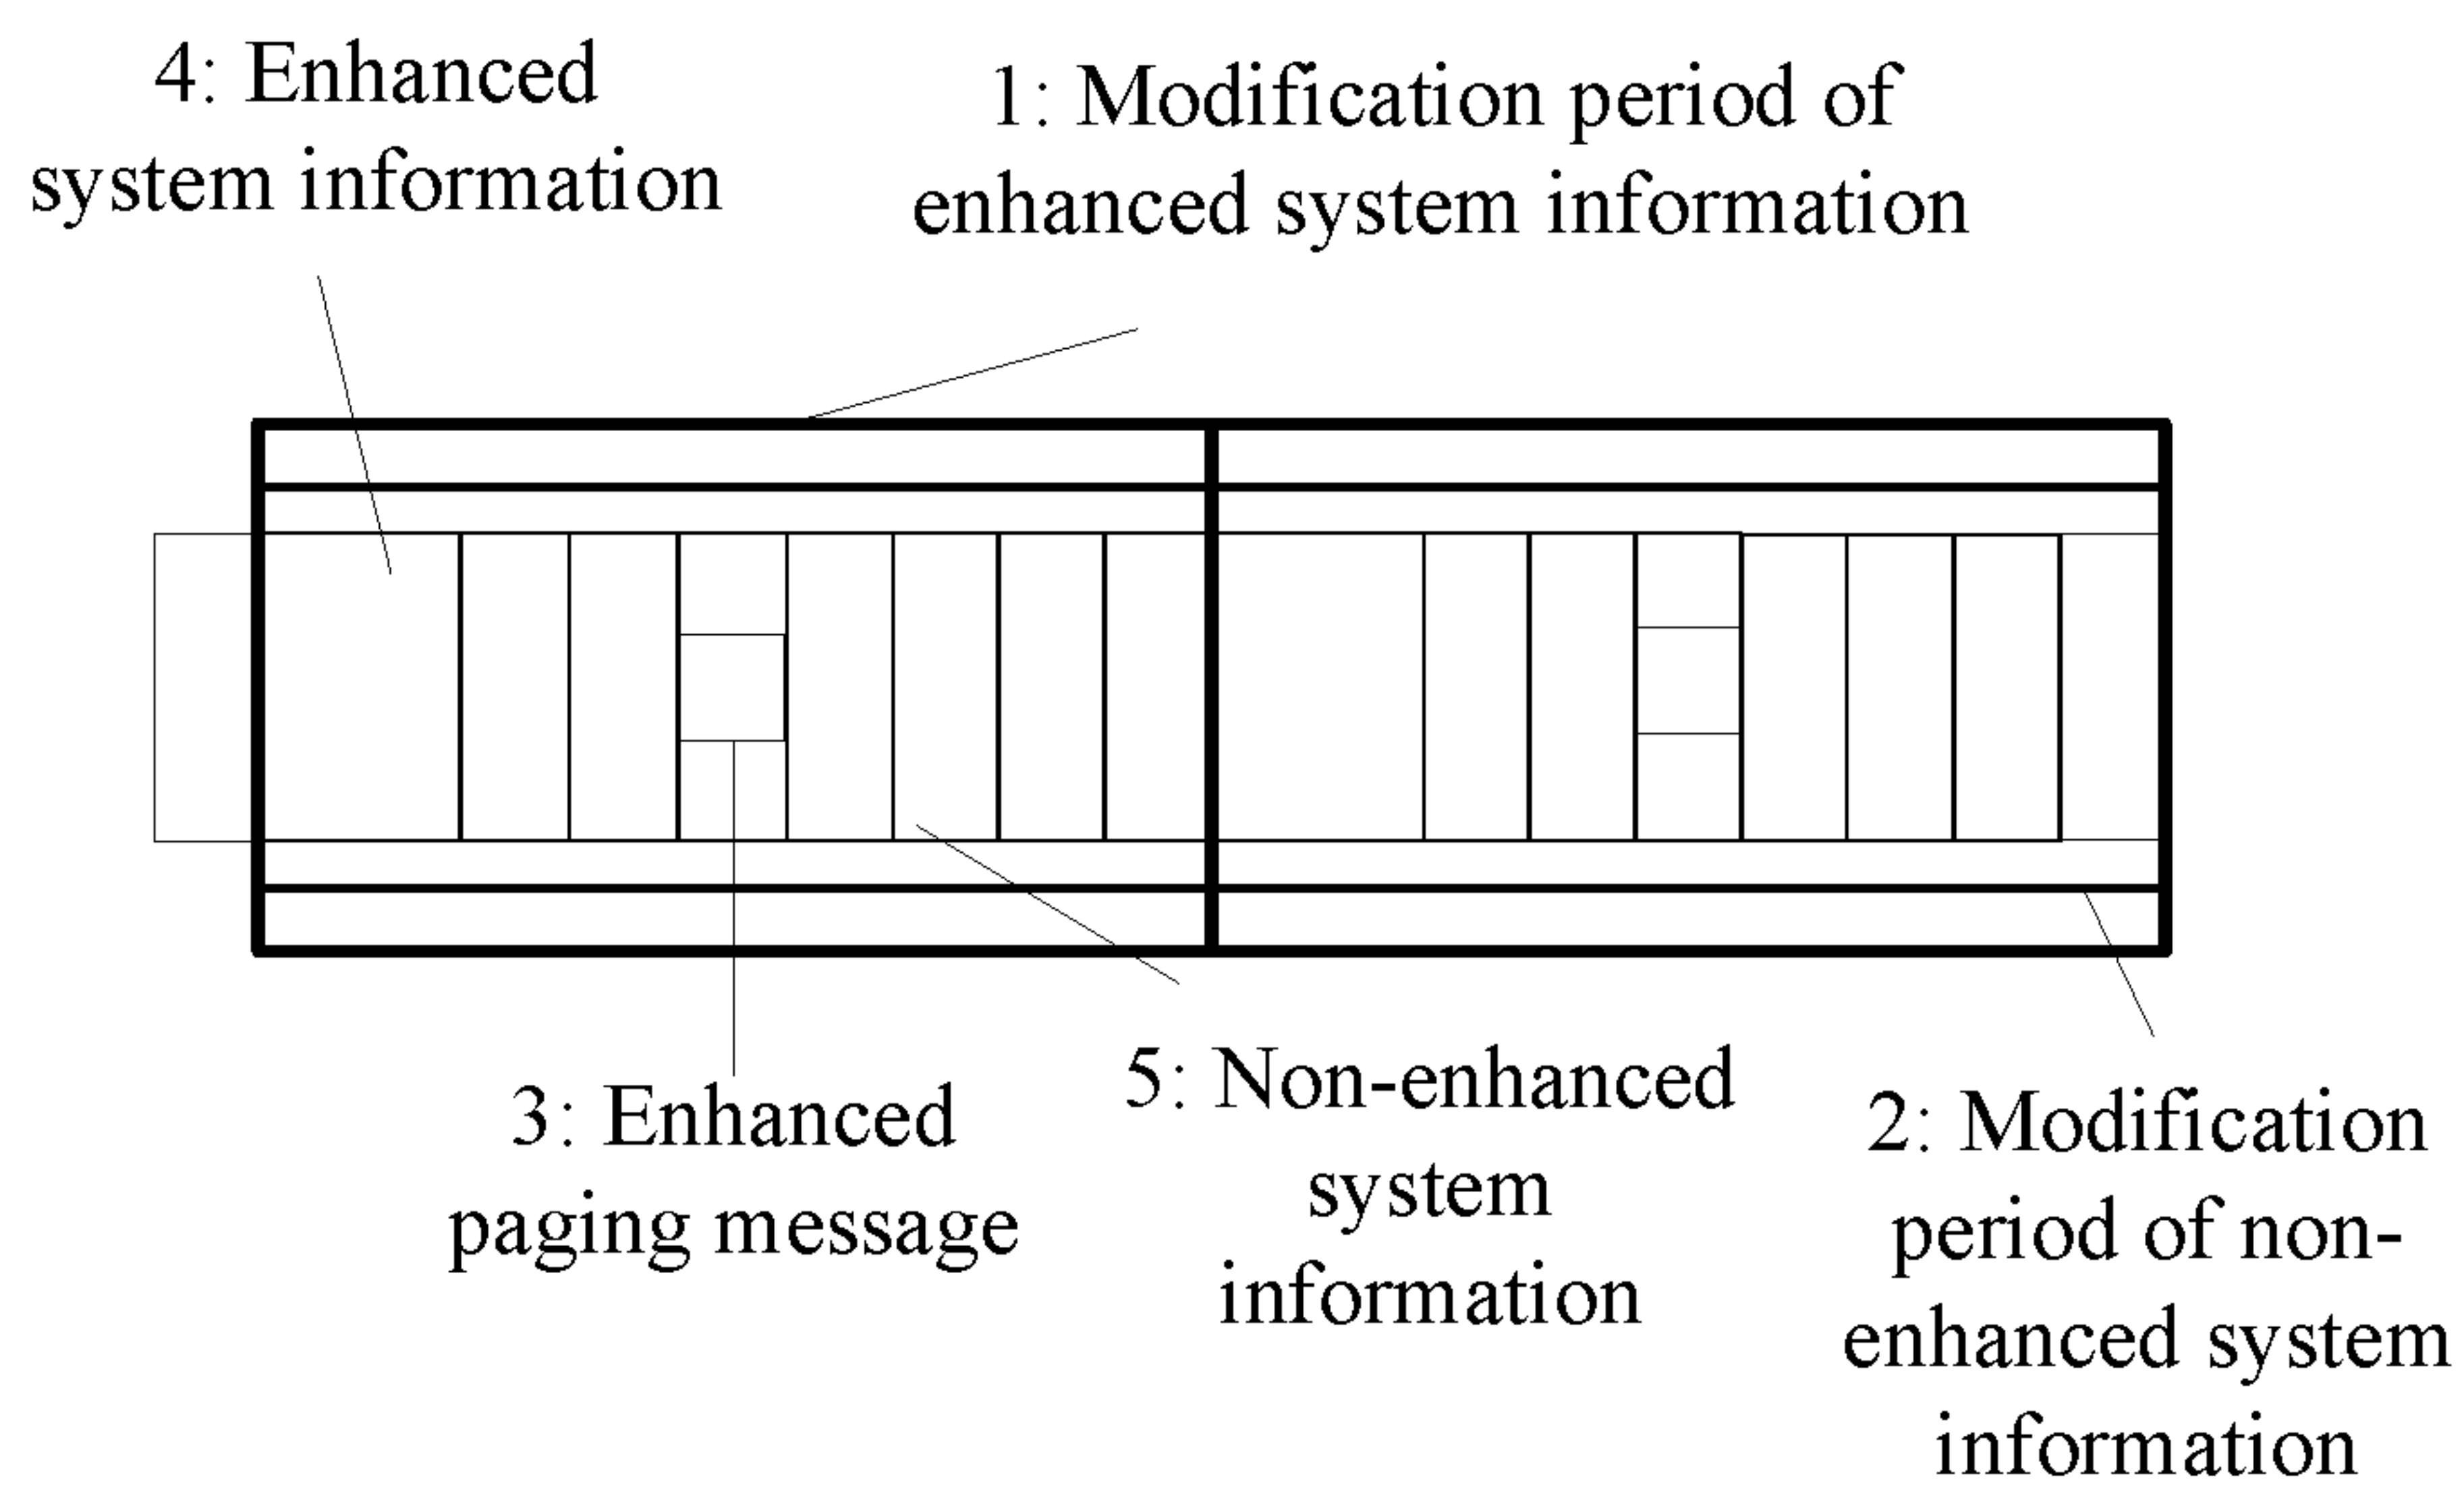 4: Enhanced
system information
1: Modification period of
enhanced system information
3: Enhanced
paging message
5: Non-enhanced
system
information
2: Modification
period of non-
enhanced system
information